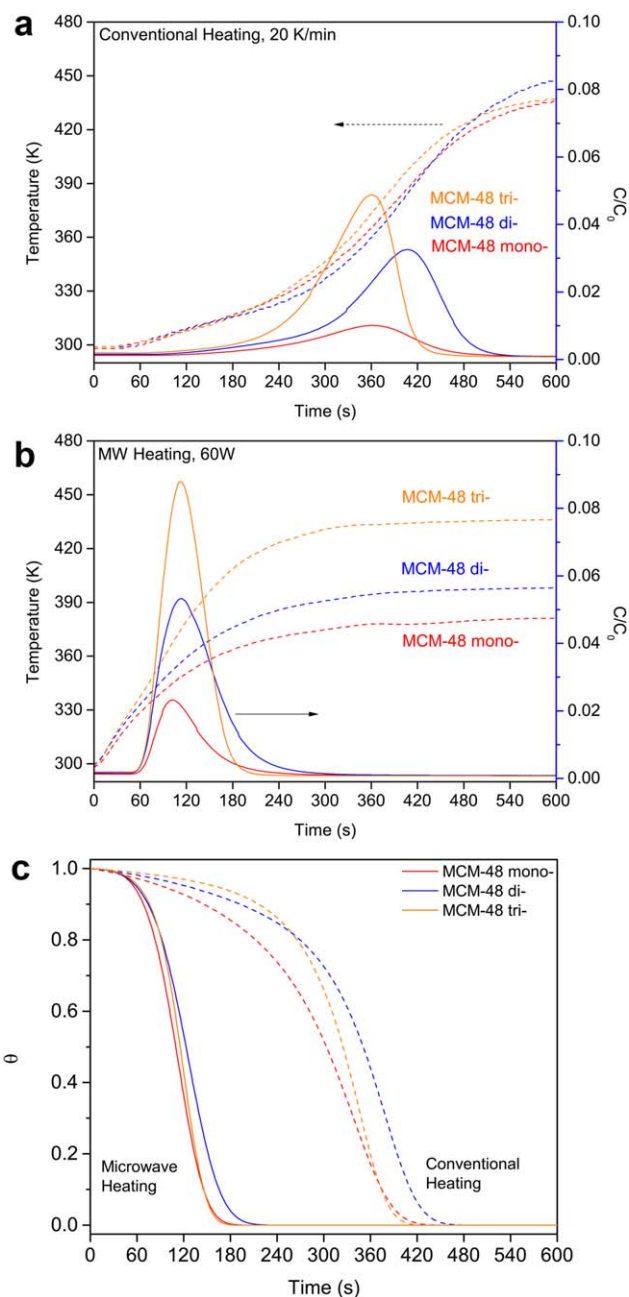 a
Conventional Heating, 20 K/min
480
450
420
390
360
330
300
Temperature (K)
0.10
0.08
0.06
0.04
0.02
0.00
C/C0
MCM-48 tri-
MCM-48 di-
MCM-48 mono-
0 60 120 180 240 300 360 420 480 540 600
Time (s)
b
MW Heating, 60W
480
450
420
390
360
330
300
Temperature (K)
0.10
0.08
0.06
0.04
0.02
0.00
C/C0
MCM-48 tri-
MCM-48 di-
MCM-48 mono-
0 60 120 180 240 300 360 420 480 540 600
Time (s)
c
1.0
0.8
0.6
0.4
0.2
0.0
θ
MCM-48 mono-
MCM-48 di-
MCM-48 tri-
Microwave
Heating
Conventional
Heating
0 60 120 180 240 300 360 420 480 540 600
Time (s)